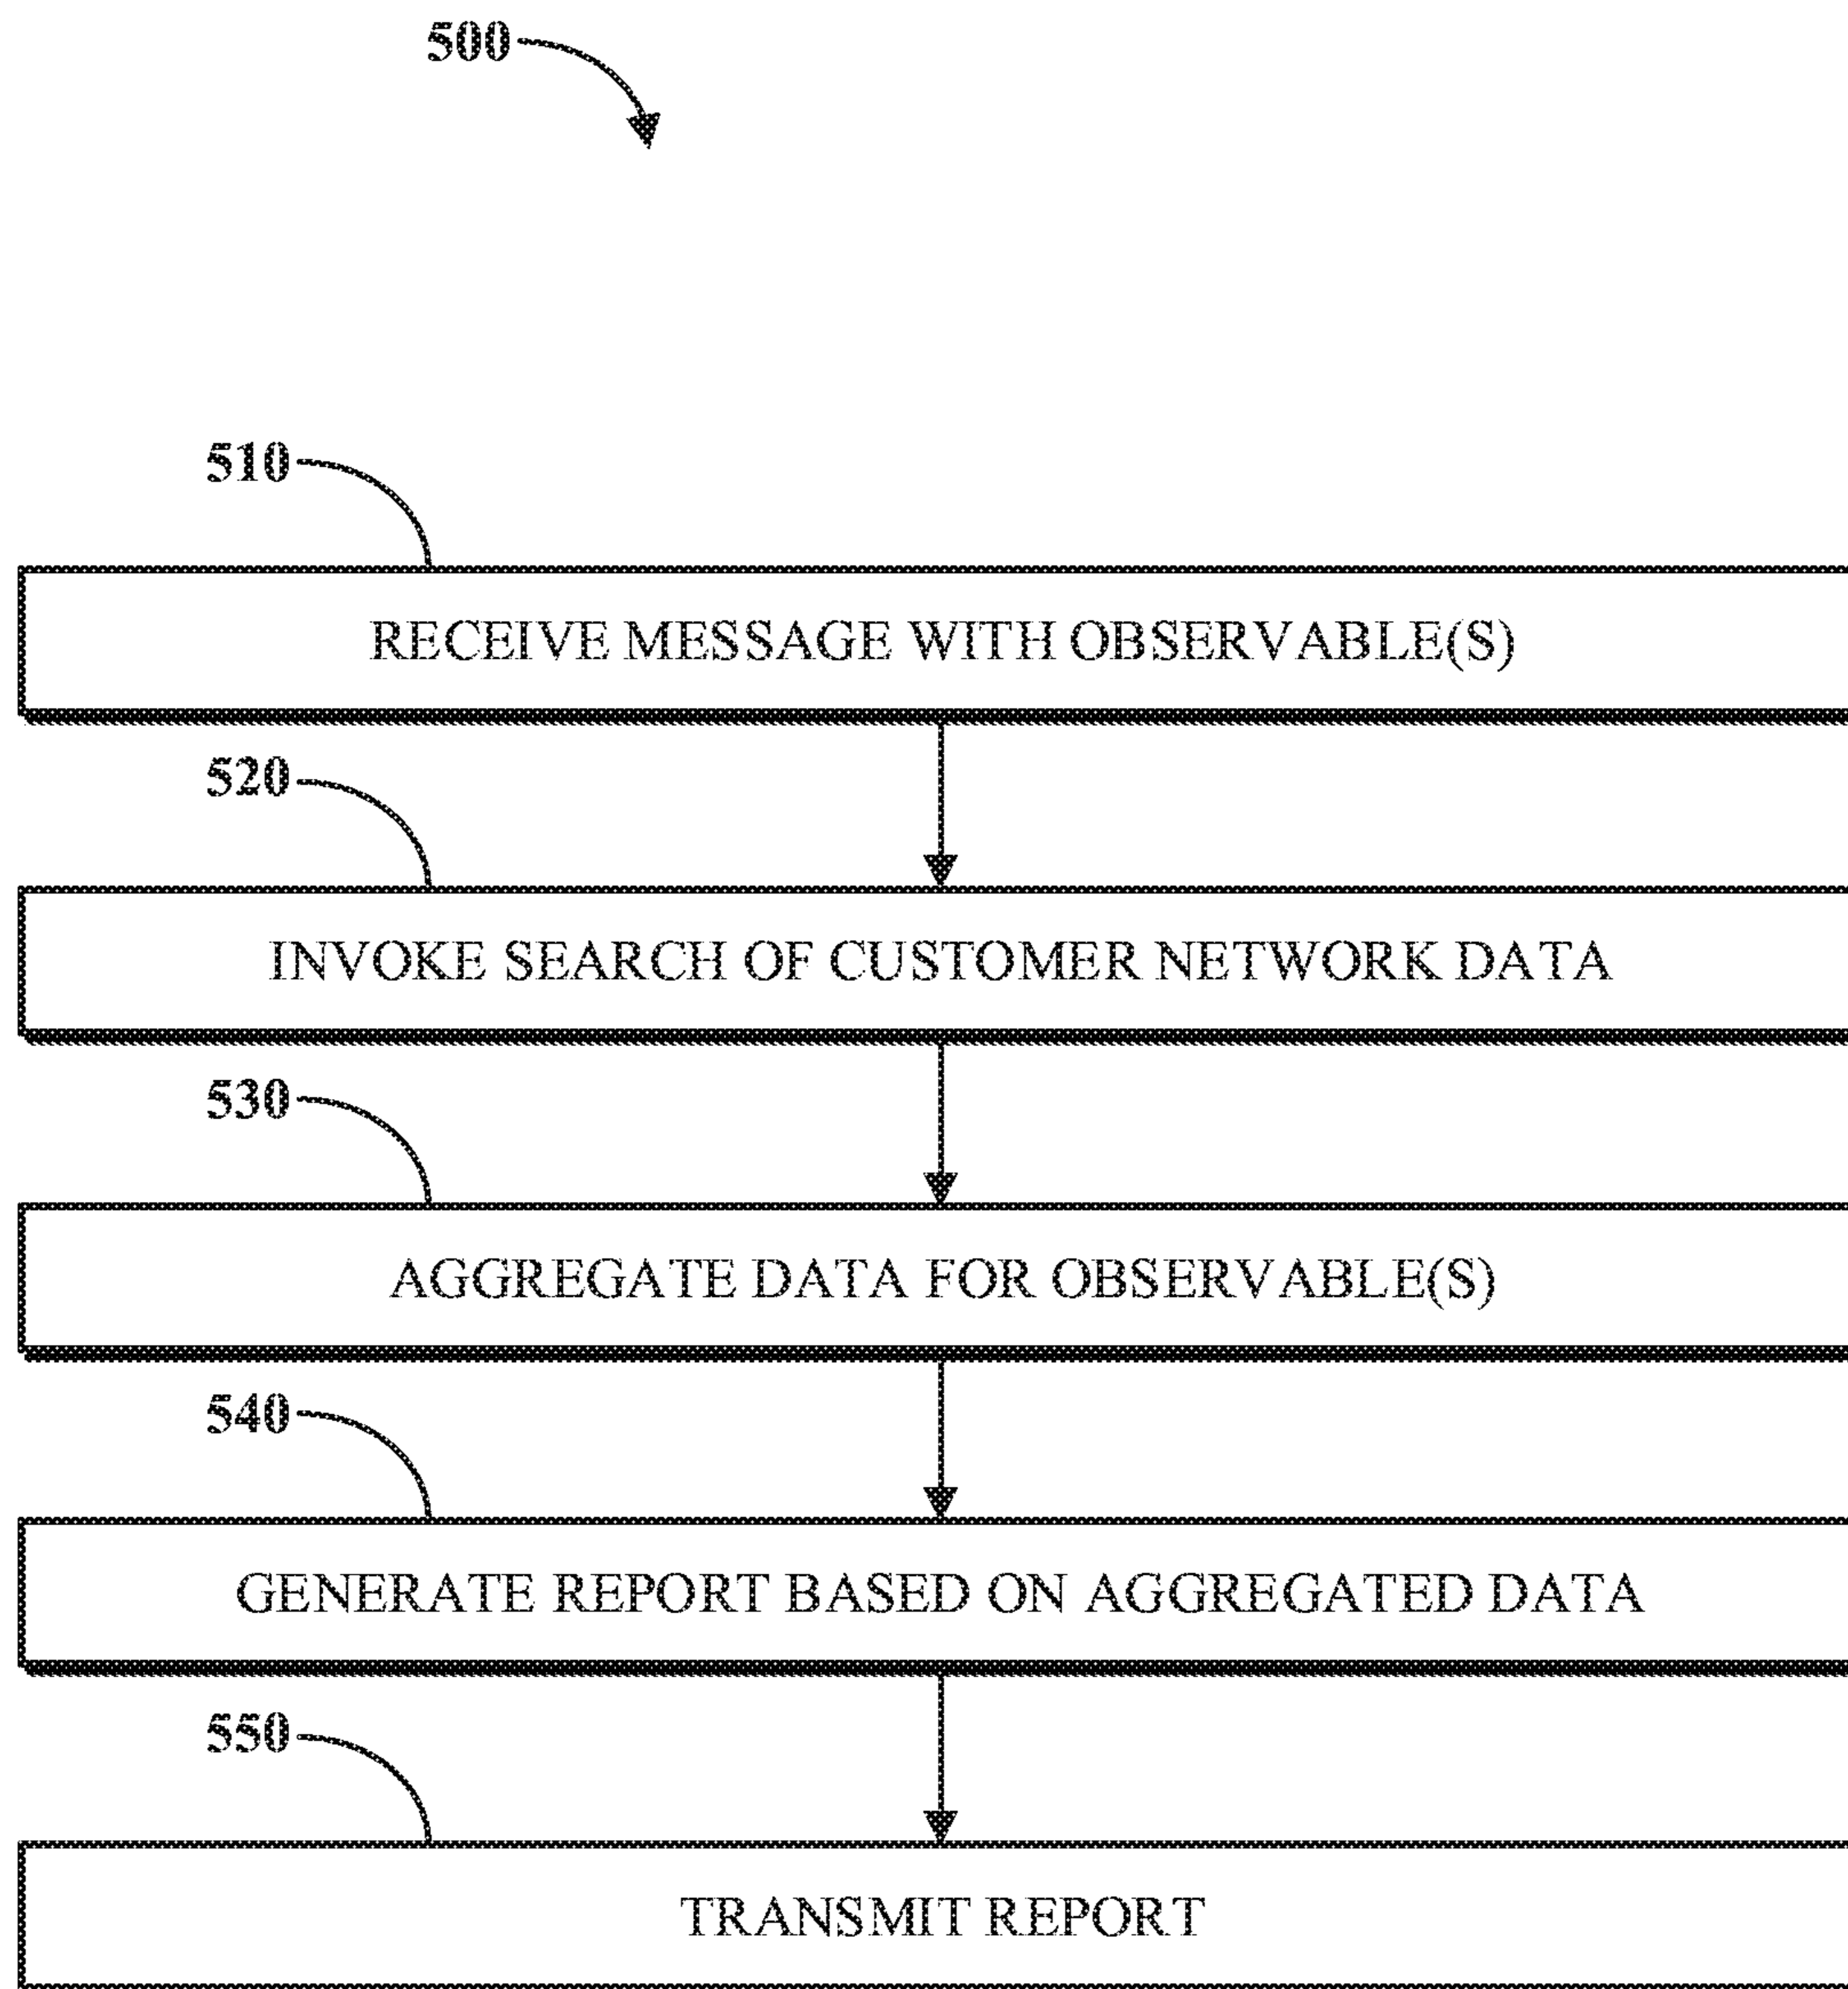 500
510
RECEIVE MESSAGE WITH OBSERVABLE(S)
520
INVOKE SEARCH OF CUSTOMER NETWORK DATA
530
AGGREGATE DATA FOR OBSERVABLE(S)
540
GENERATE REPORT BASED ON AGGREGATED DATA
550
TRANSMIT REPORT